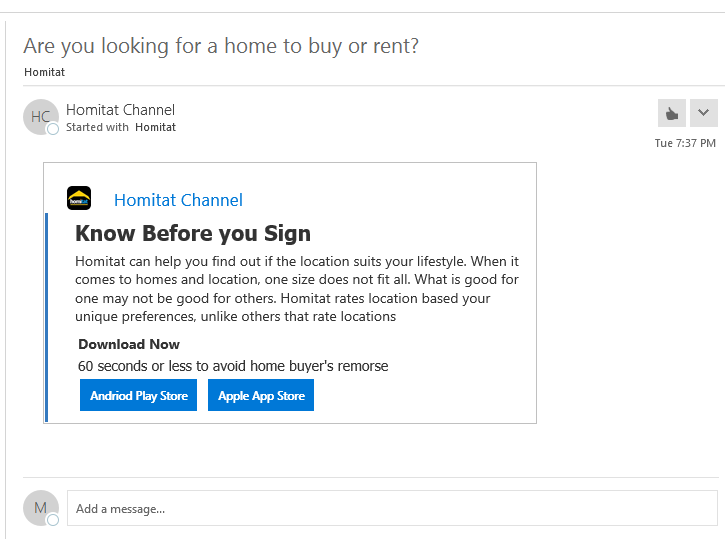 Are you looking for a home to buy or rent?
Homitat
HC
Homitat Channel
Started with Homitat
Tue 7:37 PM
homitat
Homitat Channel
Know Before you Sign
Homitat can help you find out if the location suits your lifestyle. When it
comes to homes and location, one size does not fit all. What is good for
one may not be good for others. Homitat rates location based your
unique preferences, unlike others that rate locations
Download Now
60 seconds or less to avoid home buyer's remorse
Andriod Play Store Apple App Store
M
Add a message...